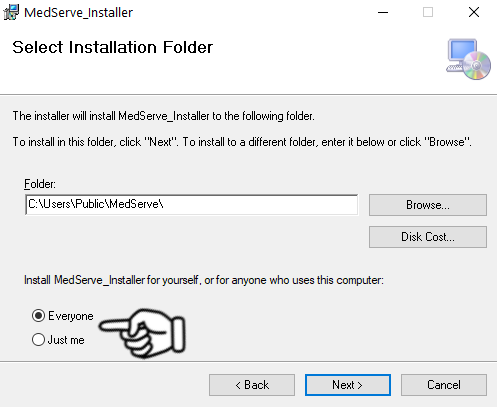 MedServe_Installer
Select Installation Folder
The installer will install MedServe_Installer to the following folder.
To install in this folder, click "Next". To install to a different folder, enter it below or click "Browse".
Folder:
C:\Users\Public\MedServe\
Browse...
Disk Cost...
Install MedServe_Installer for yourself, or for anyone who uses this computer:
Everyone
Just me
< Back
Next >
Cancel